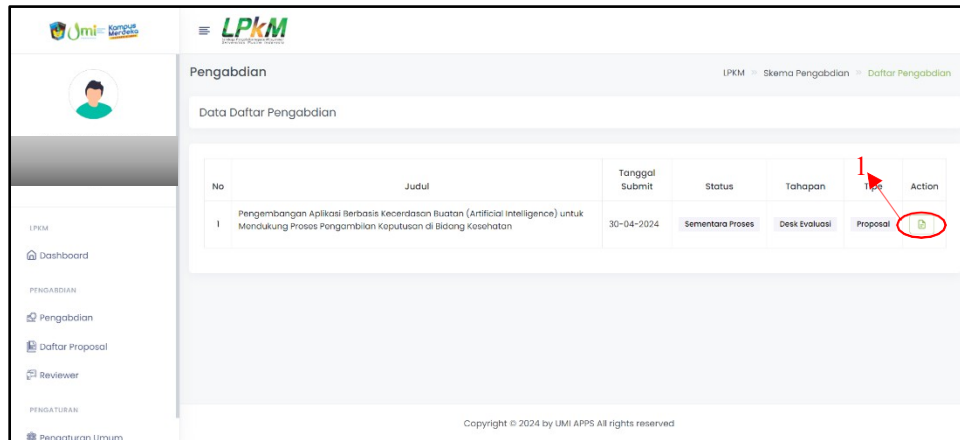 Umi Kampus Merdeka
LPkM
Pengabdian
LPKM Skema Pengabdian Daftar Pengabdian
Data Daftar Pengabdian
No Judul Tanggal Submit Status Tahapan Tipe Action
1
1 Pengembangan Aplikasi Berbasis Kecerdasan Buatan (Artificial Intelligence) untuk
Mendukung Proses Pengambilan Keputusan di Bidang Kesehatan
30-04-2024 Sementara Proses Desk Evaluasi Proposal
LPKM
Dashboard
PENGABDIAN
Pengabdian
Daftar Proposal
Reviewer
PENGATURAN
Pengaturan Umum
Copyright © 2024 by UMI APPS All rights reserved